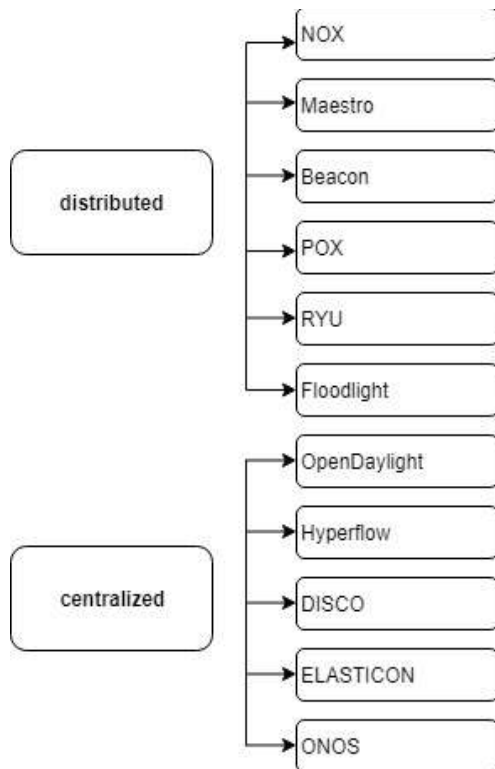 distributed
NOX
Maestro
Beacon
POX
RYU
Floodlight
centralized
OpenDaylight
Hyperflow
DISCO
ELASTICON
ONOS